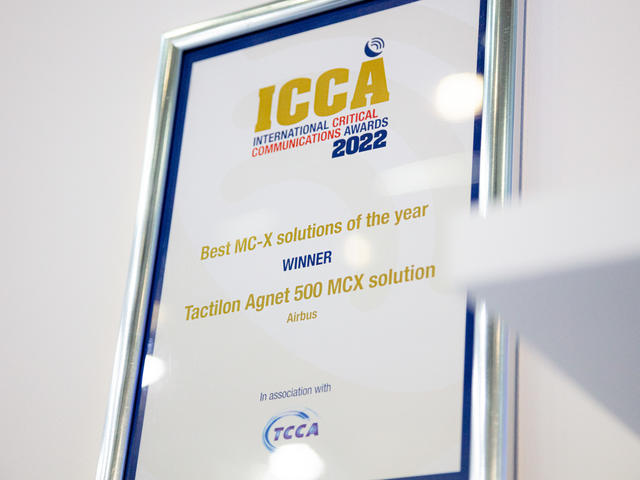 ICCA
INTERNATIONAL CRITICAL
COMMUNICATIONS AWARDS
2022
Best MC-X solutions of the year
WINNER
Tactilon Agnet 500 MCX solution
Airbus
In association with
TCCA